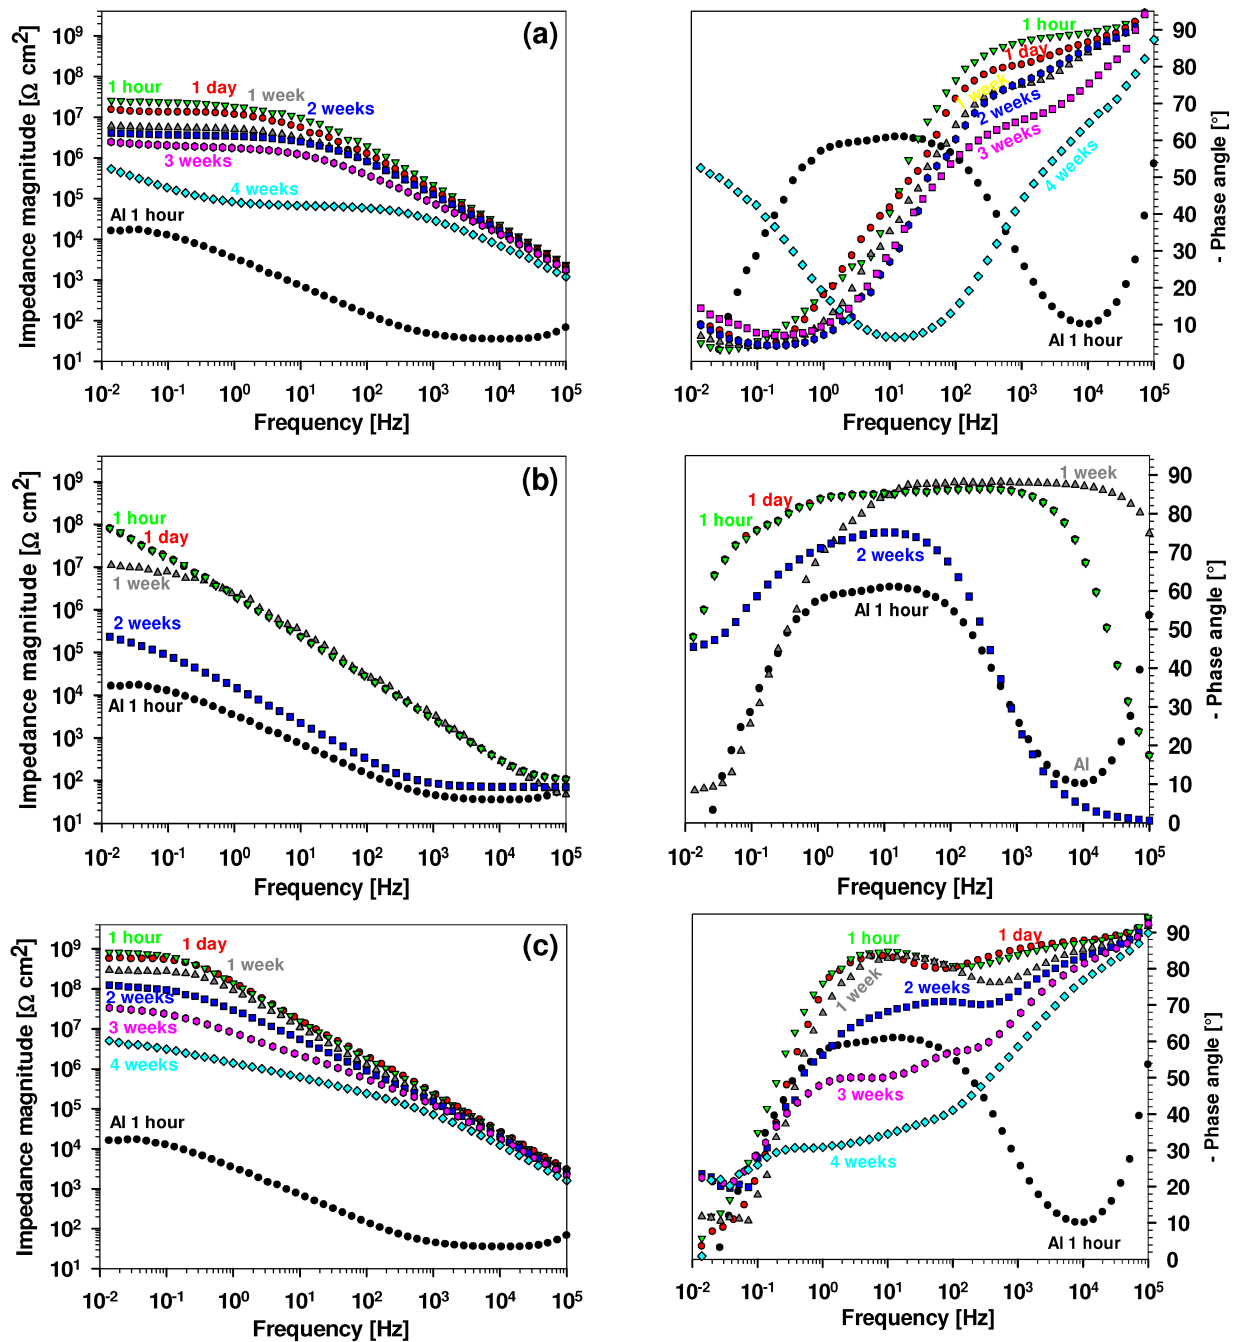 (a)
Impedance magnitude [Ω cm2]
10⁹
10⁸
10⁷
10⁶
10⁵
10⁴
10³
10²
10¹
1 hour
1 day
1 week
2 weeks
3 weeks
4 weeks
Al 1 hour
10⁻² 10⁻¹ 10⁰ 10¹ 10² 10³ 10⁴ 10⁵
Frequency [Hz]
1 hour
1 day
1 week
2 weeks
3 weeks
4 weeks
Al 1 hour
90
80
70
60
50
40
30
20
10
0
- Phase angle [°]
10⁻² 10⁻¹ 10⁰ 10¹ 10² 10³ 10⁴ 10⁵
Frequency [Hz]
(b)
Impedance magnitude [Ω cm2]
10⁹
10⁸
10⁷
10⁶
10⁵
10⁴
10³
10²
10¹
1 hour
1 day
1 week
2 weeks
Al 1 hour
10⁻² 10⁻¹ 10⁰ 10¹ 10² 10³ 10⁴ 10⁵
Frequency [Hz]
1 week
1 day
1 hour
2 weeks
Al 1 hour
Al
90
80
70
60
50
40
30
20
10
0
- Phase angle [°]
10⁻² 10⁻¹ 10⁰ 10¹ 10² 10³ 10⁴ 10⁵
Frequency [Hz]
(c)
Impedance magnitude [Ω cm2]
10⁹
10⁸
10⁷
10⁶
10⁵
10⁴
10³
10²
10¹
1 hour
1 day
1 week
2 weeks
3 weeks
4 weeks
Al 1 hour
10⁻² 10⁻¹ 10⁰ 10¹ 10² 10³ 10⁴ 10⁵
Frequency [Hz]
1 hour
1 day
1 week
2 weeks
3 weeks
4 weeks
Al 1 hour
90
80
70
60
50
40
30
20
10
0
- Phase angle [°]
10⁻² 10⁻¹ 10⁰ 10¹ 10² 10³ 10⁴ 10⁵
Frequency [Hz]